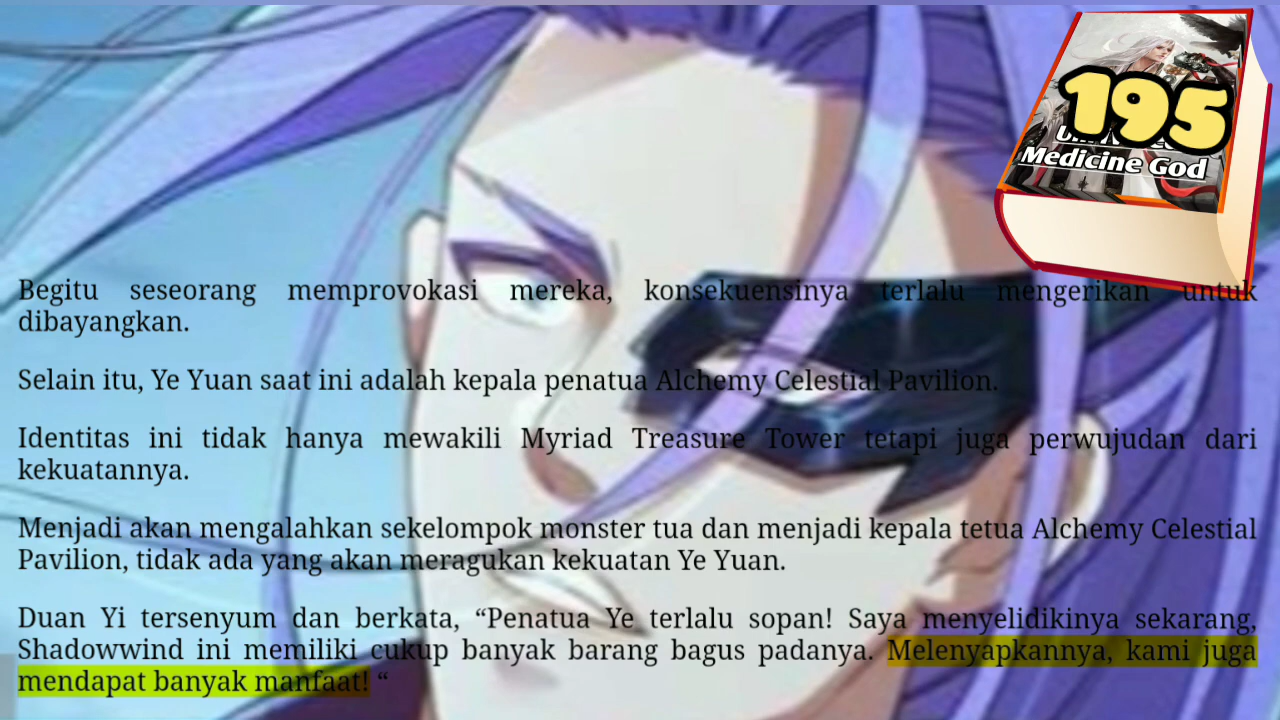 195
Medicine God
Begitu seseorang memprovokasi mereka, konsekuensinya terlalu mengerikan untuk
dibayangkan.
Selain itu, Ye Yuan saat ini adalah kepala penatua Alchemy Celestial Pavilion.
Identitas ini tidak hanya mewakili Myriad Treasure Tower tetapi juga perwujudan dari
kekuatannya.
Menjadi akan mengalahkan sekelompok monster tua dan menjadi kepala tetua Alchemy Celestial
Pavilion, tidak ada yang akan meragukan kekuatan Ye Yuan.
Duan Yi tersenyum dan berkata, “Penatua Ye terlalu sopan! Saya menyelidikinya sekarang,
Shadowwind ini memiliki cukup banyak barang bagus padanya. Melenyapkannya, kami juga
mendapat banyak manfaat! “